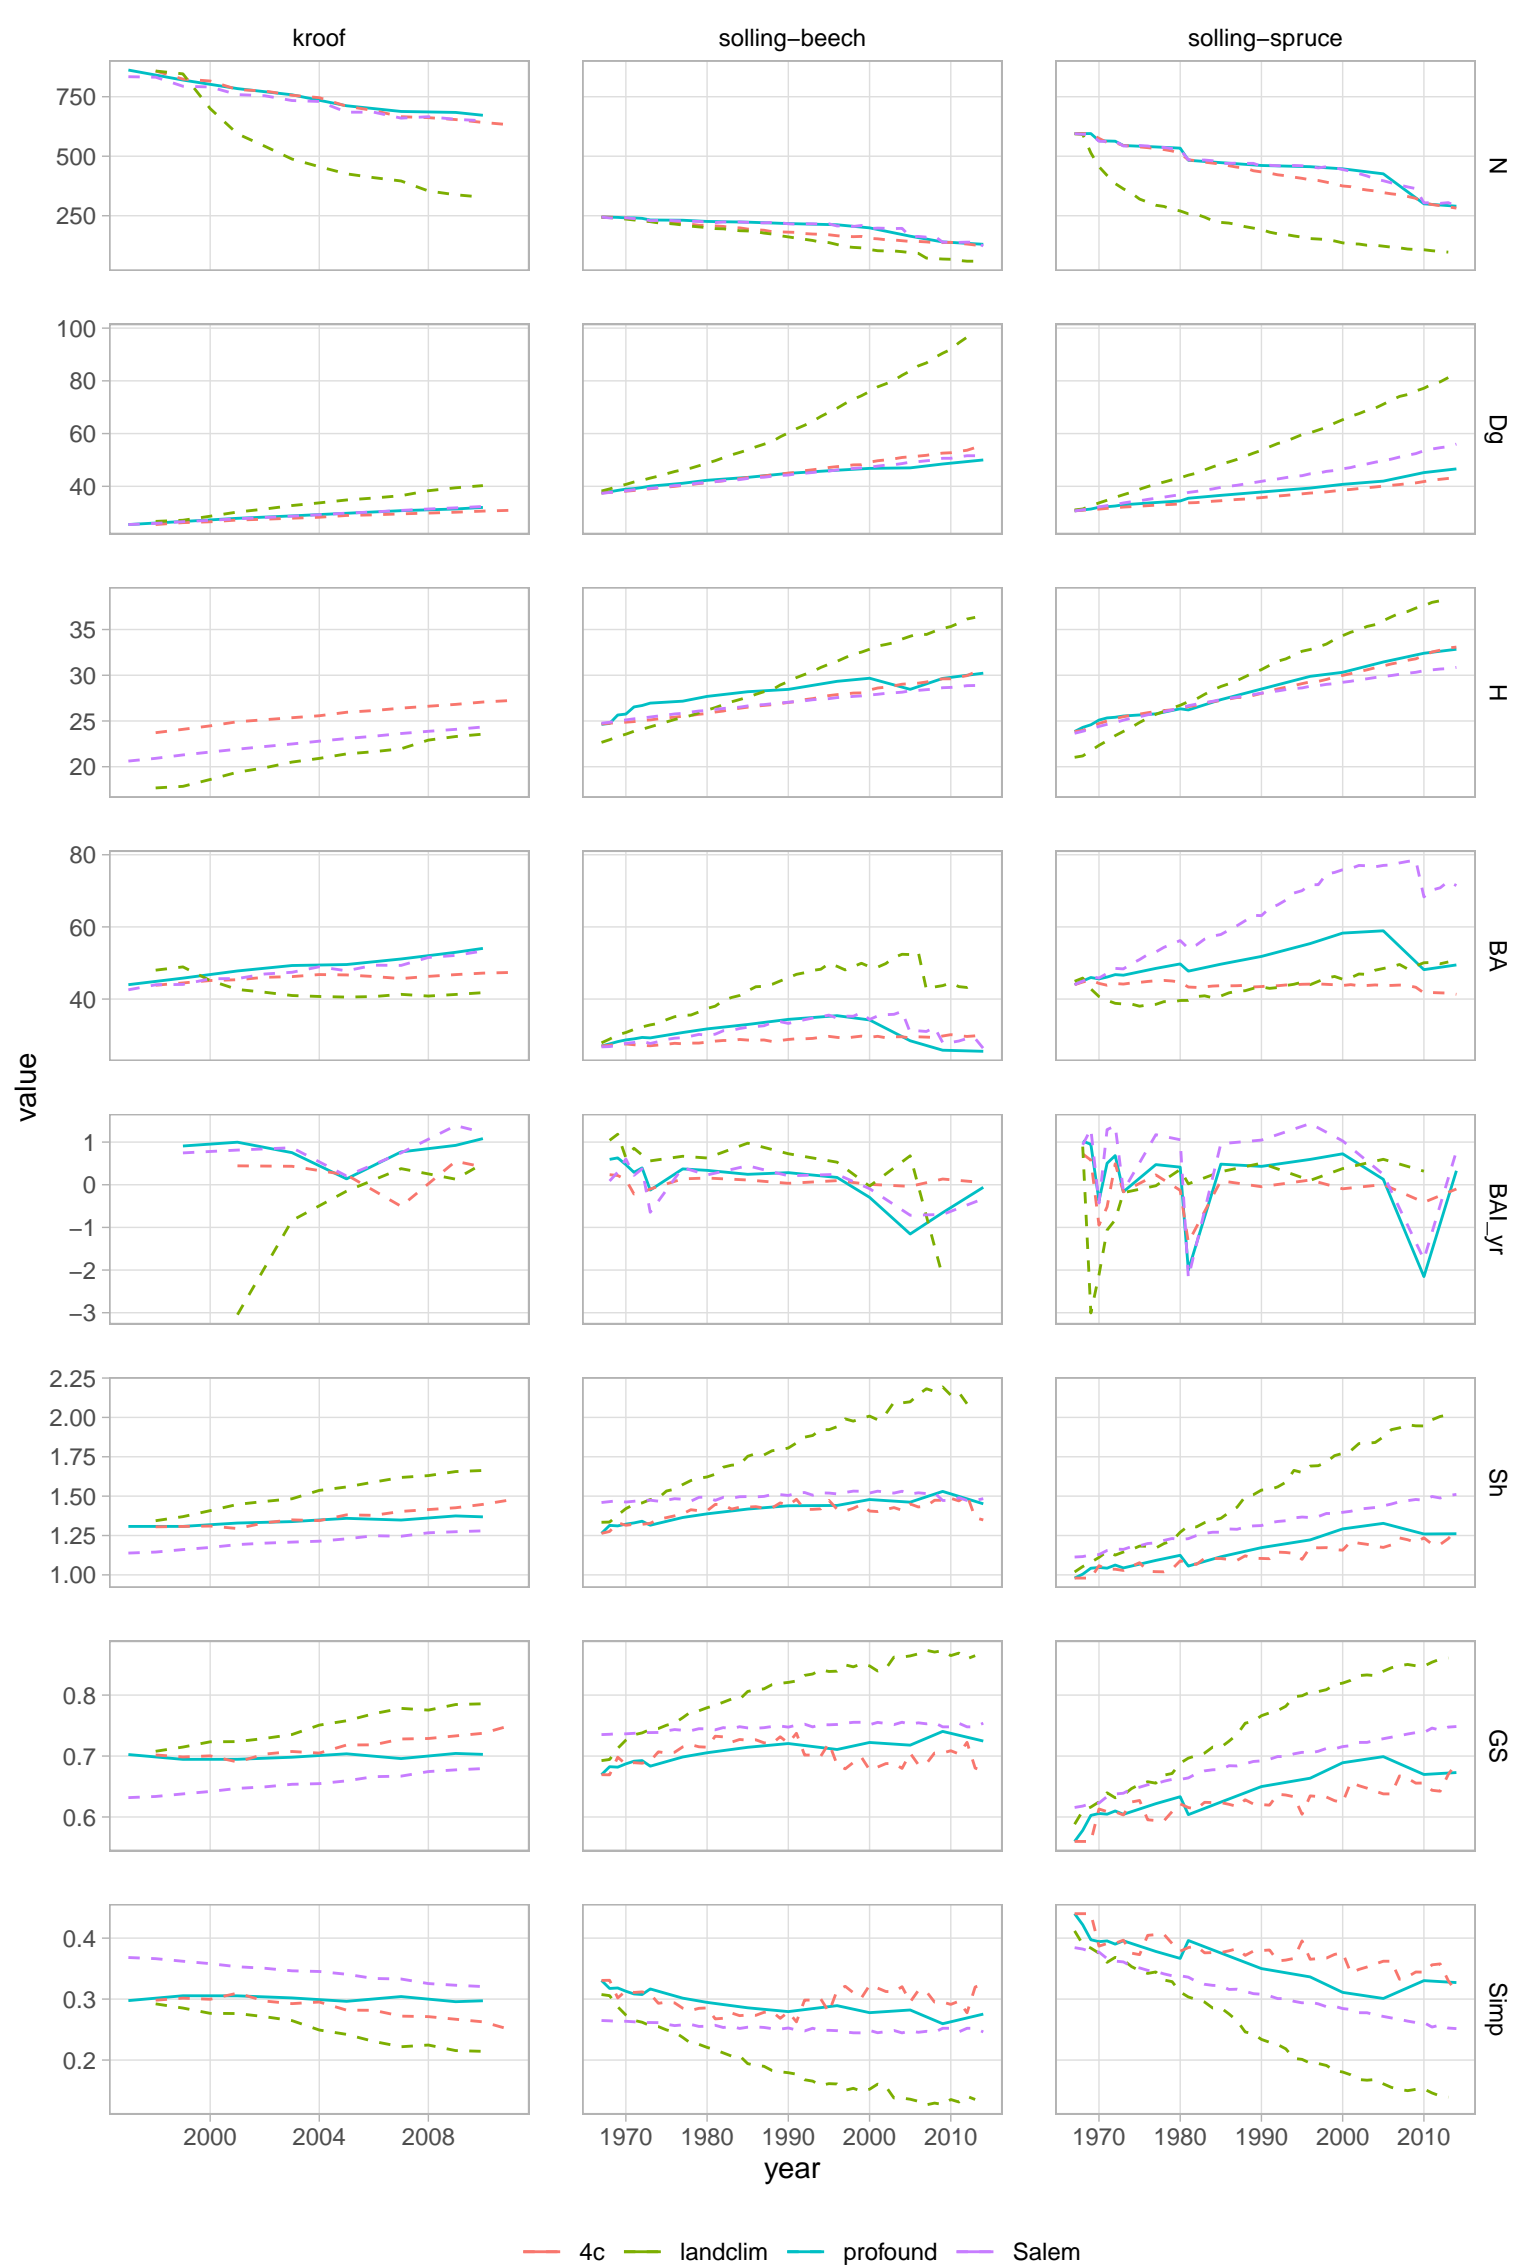 kroof solling−beech solling−spruce
750
500
250
N
100
80
60
40
Dg
35
30
25
20
H
80
60
40
BA
value
1
0
−1
−2
−3
BAI_yr
2.25
2.00
1.75
1.50
1.25
1.00
Sh
0.8
0.7
0.6
GS
0.4
0.3
0.2
Simp
2000 2004 2008 1970 1980 1990 2000 2010 1970 1980 1990 2000 2010
year
4c landclim profound Salem